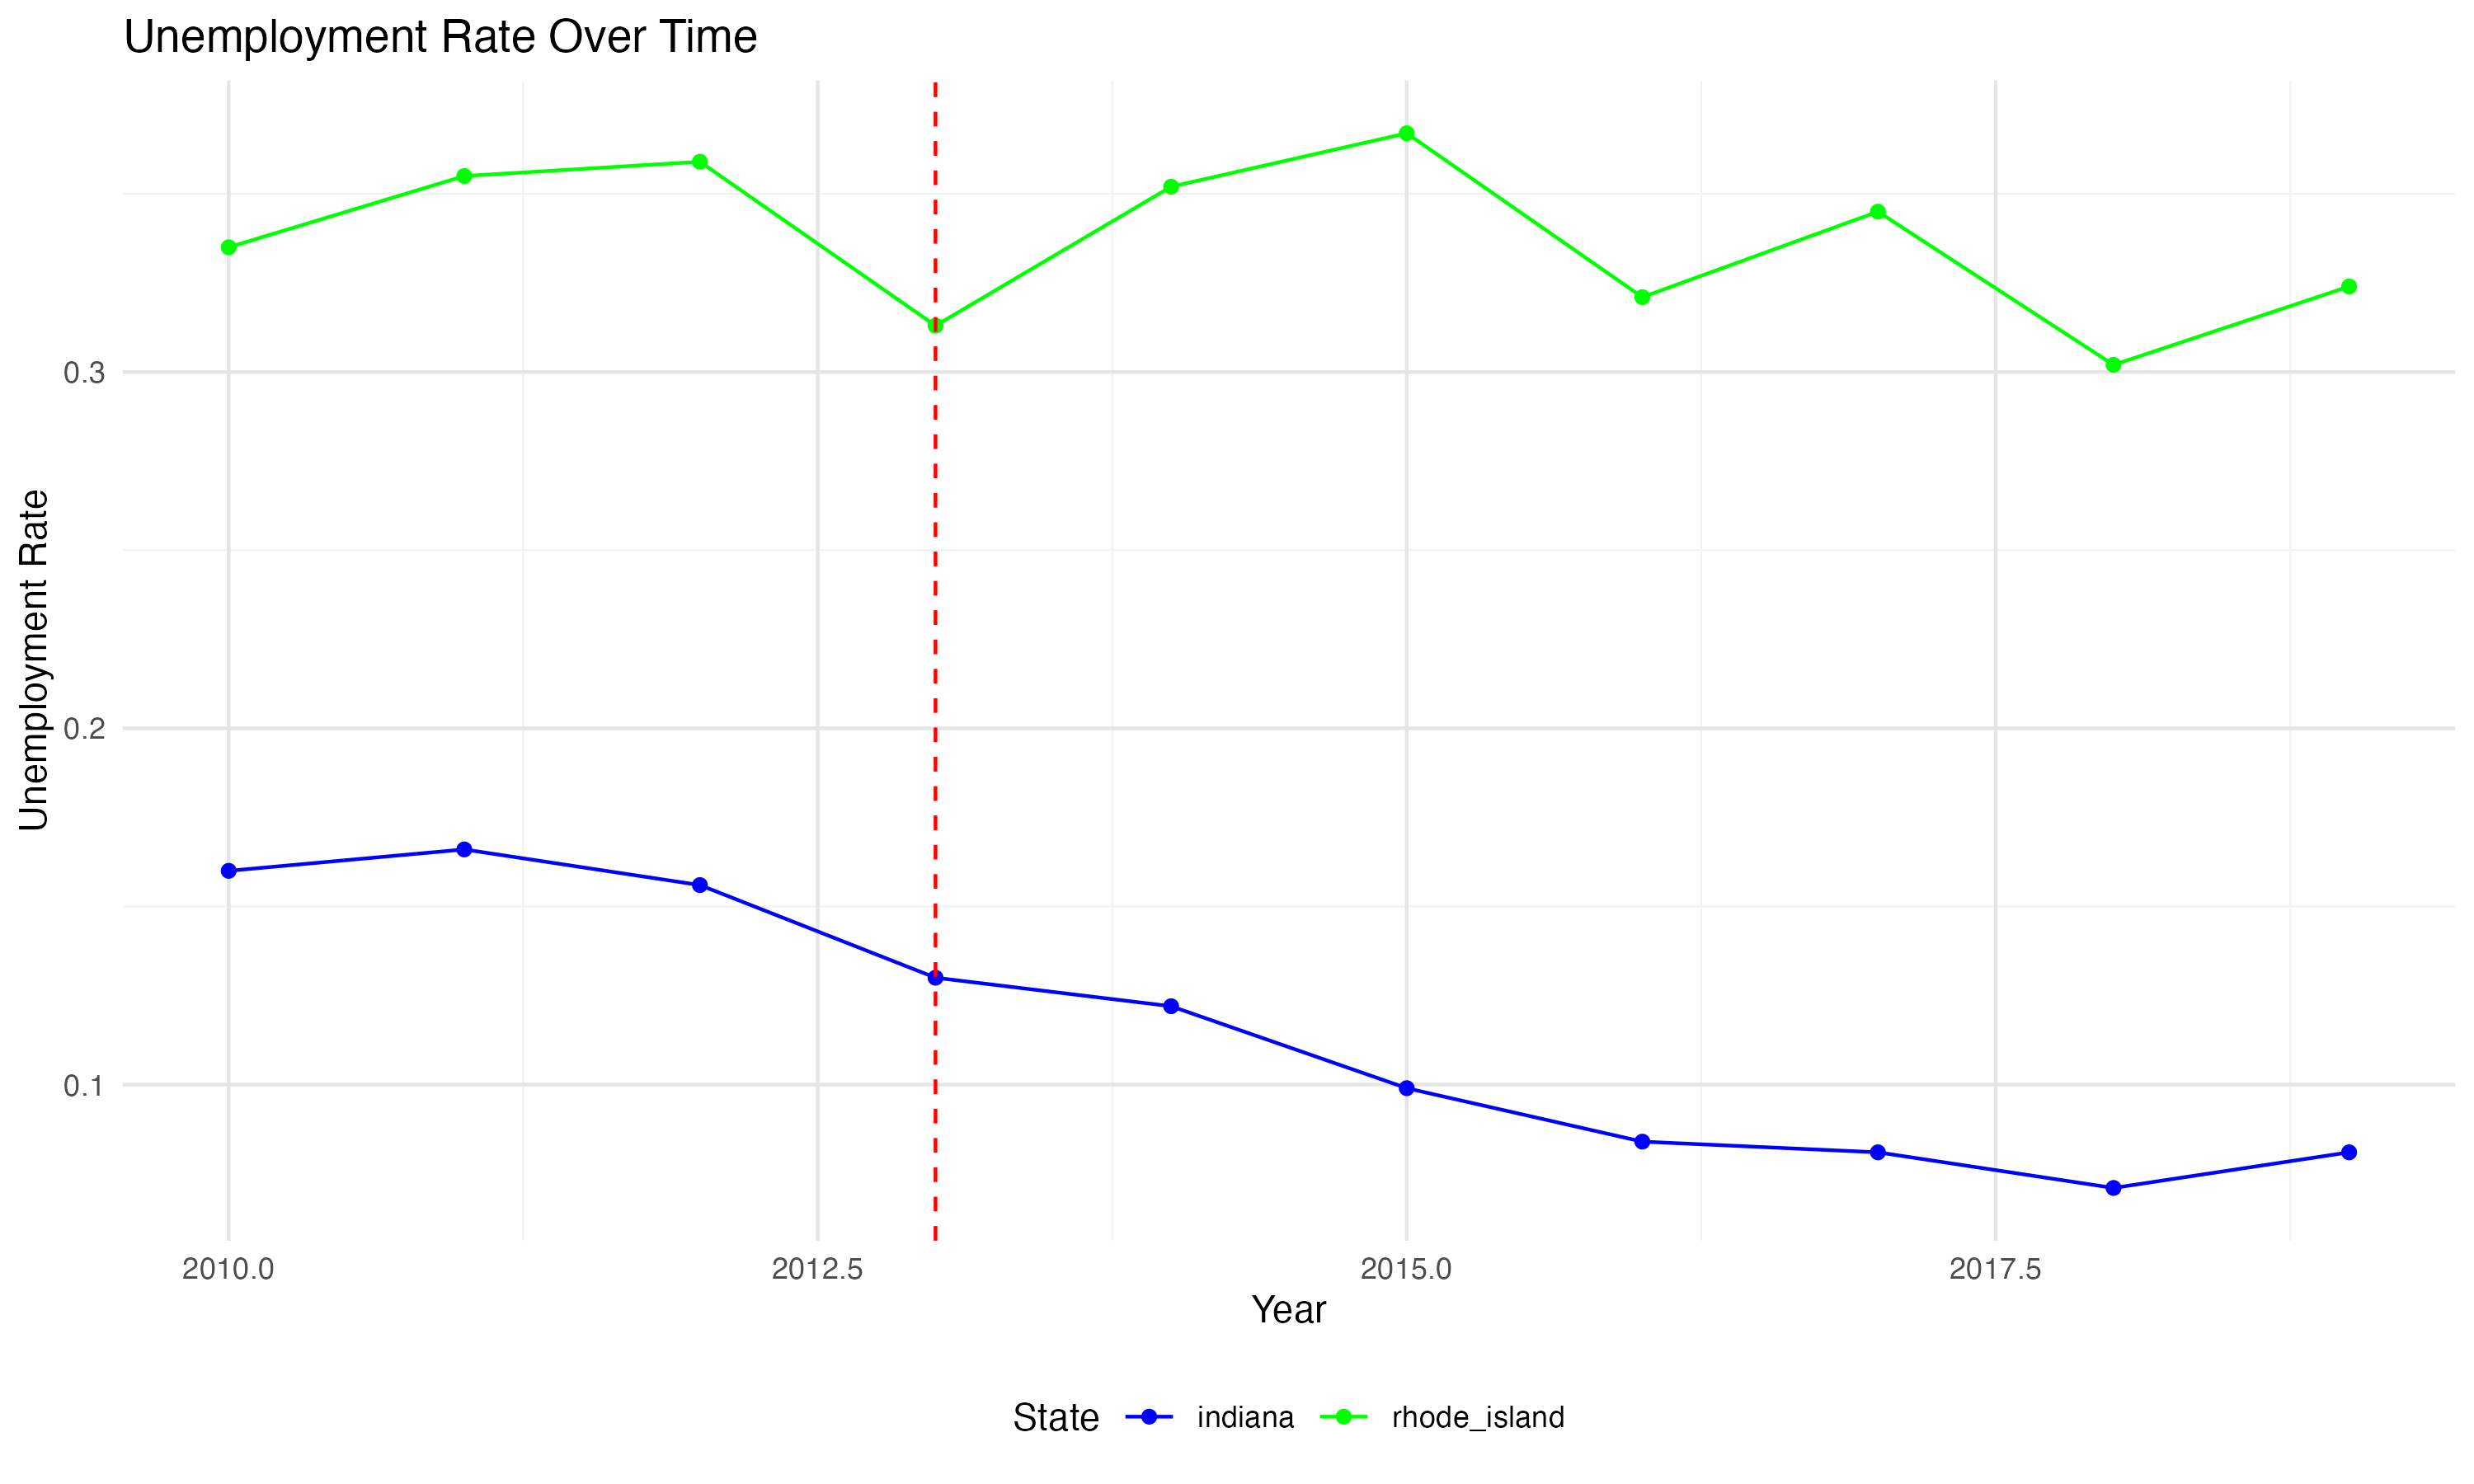 Unemployment Rate Over Time
Unemployment Rate
0.3
0.2
0.1
2010.0 2012.5 2015.0 2017.5
Year
State indiana rhode_island